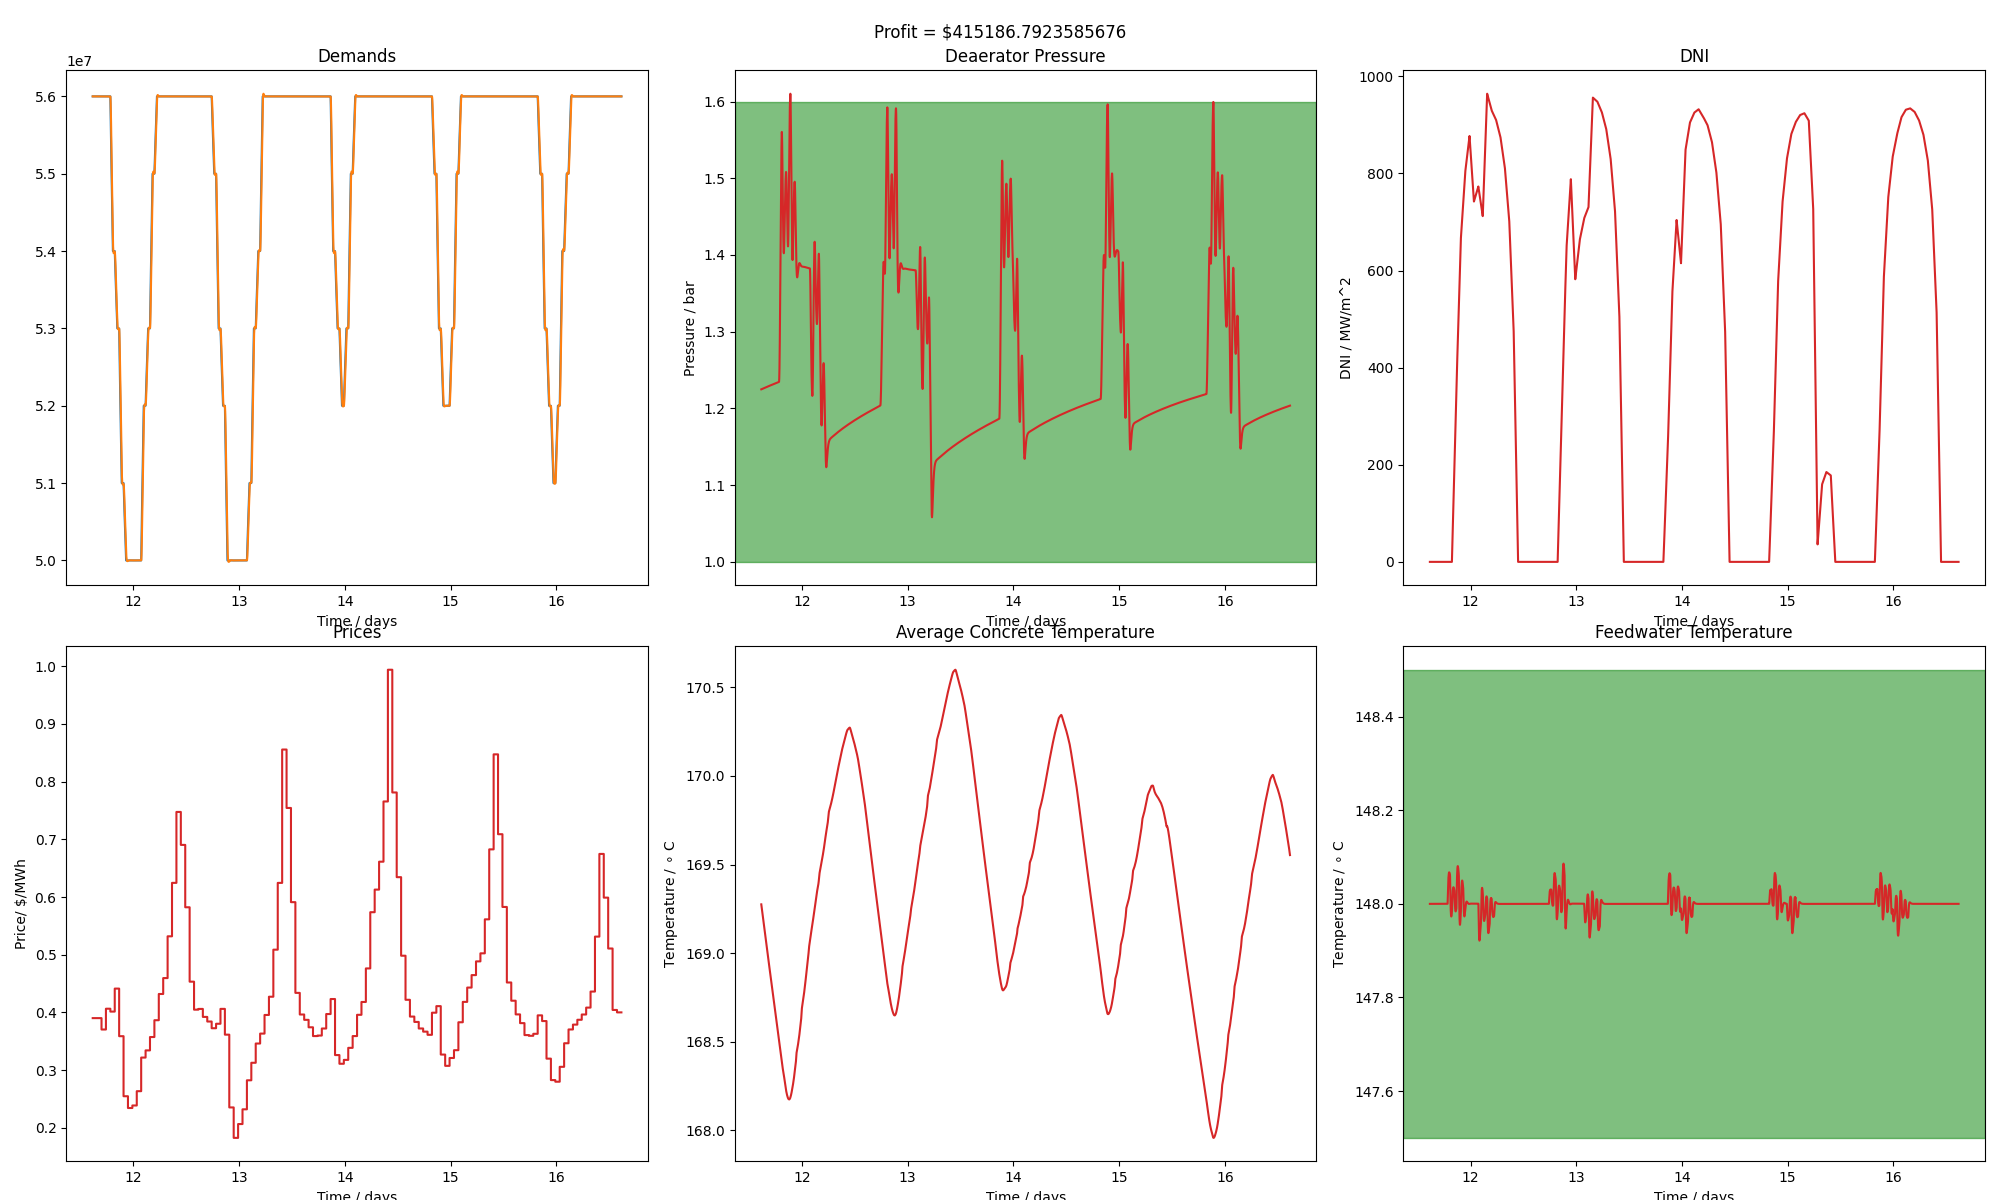 Profit = $415186.7923585676
Demands
1e7
5.6
5.5
5.4
5.3
5.2
5.1
5.0
12 13 14 15 16
Time / days
Deaerator Pressure
Pressure / bar
1.6
1.5
1.4
1.3
1.2
1.1
1.0
12 13 14 15 16
Time / days
DNI
DNI / MW/m^2
1000
800
600
400
200
0
12 13 14 15 16
Time / days
Prices
Price/ $/MWh
1.0
0.9
0.8
0.7
0.6
0.5
0.4
0.3
0.2
12 13 14 15 16
Time / days
Average Concrete Temperature
Temperature / ∘ C
170.5
170.0
169.5
169.0
168.5
168.0
12 13 14 15 16
Time / days
Feedwater Temperature
Temperature / ∘ C
148.4
148.2
148.0
147.8
147.6
12 13 14 15 16
Time / days